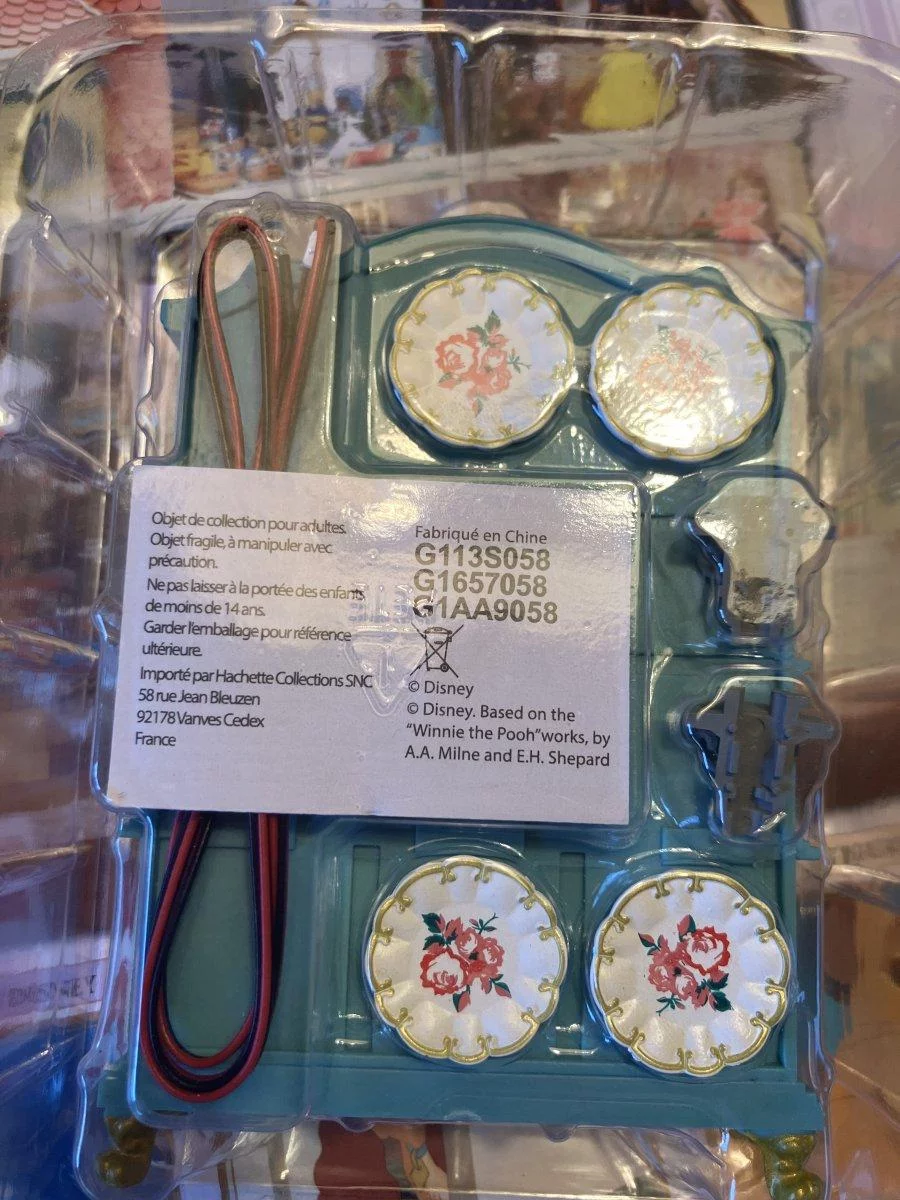 Objet de collection pour adultes.
Objet fragile, à manipuler avec
précaution.
Ne pas laisser à la portée des enfants
de moins de 14 ans.
Garder l'emballage pour référence
ultérieure.
Importé par Hachette Collections SNC
58 rue Jean Bleuzen
92178 Vanves Cedex
France
Fabriqué en Chine
G113S058
G1657058
G1AA9058
© Disney
© Disney. Based on the
"Winnie the Pooh"works, by
A.A. Milne and E.H. Shepard